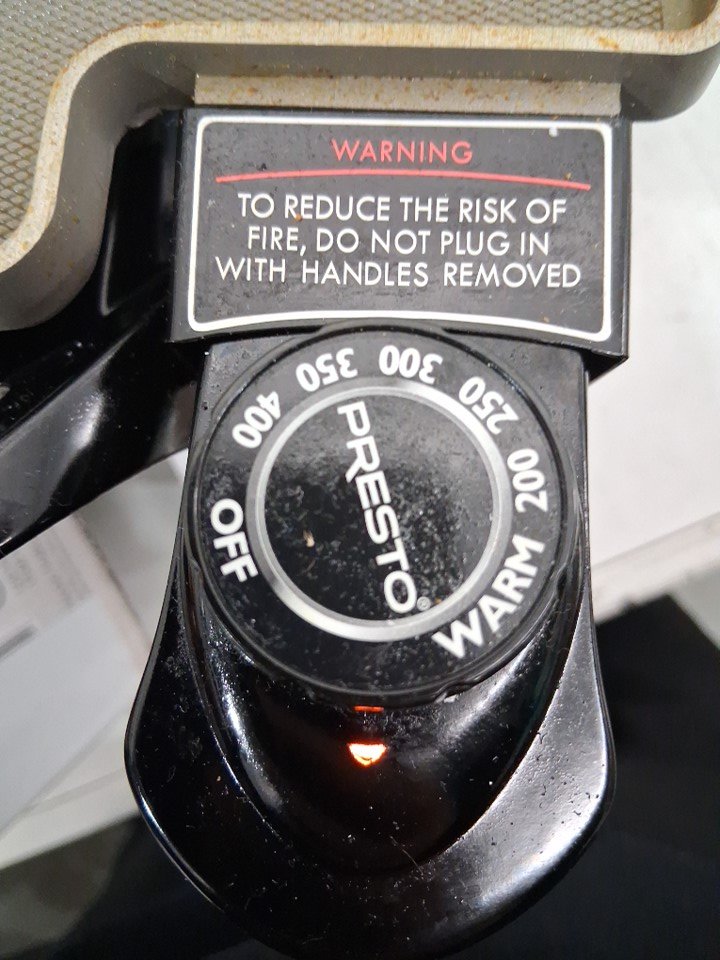 WARNING
TO REDUCE THE RISK OF
FIRE, DO NOT PLUG IN
WITH HANDLES REMOVED
OFF
400
350
300
250
200
WARM
PRESTO®